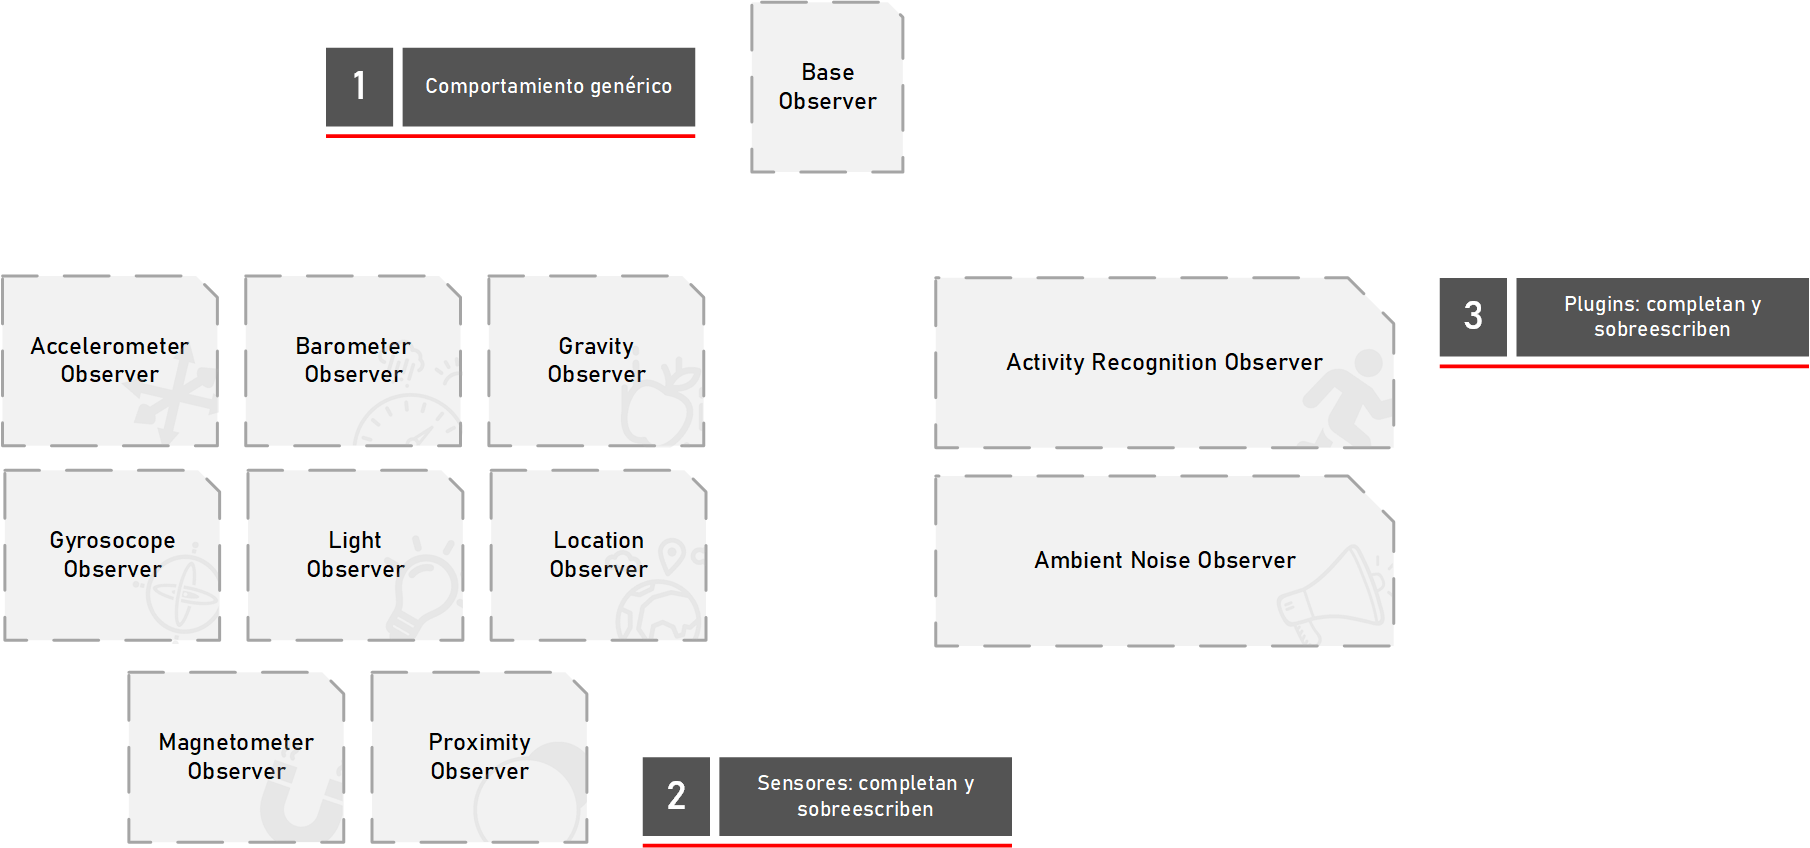 1
Comportamiento genérico
Base
Observer
Accelerometer
Observer
Barometer
Observer
Gravity
Observer
Activity Recognition Observer
3
Plugins: completan y
sobreescriben
Gyrosocope
Observer
Light
Observer
Location
Observer
Ambient Noise Observer
Magnetometer
Observer
Proximity
Observer
2
Sensores: completan y
sobreescriben